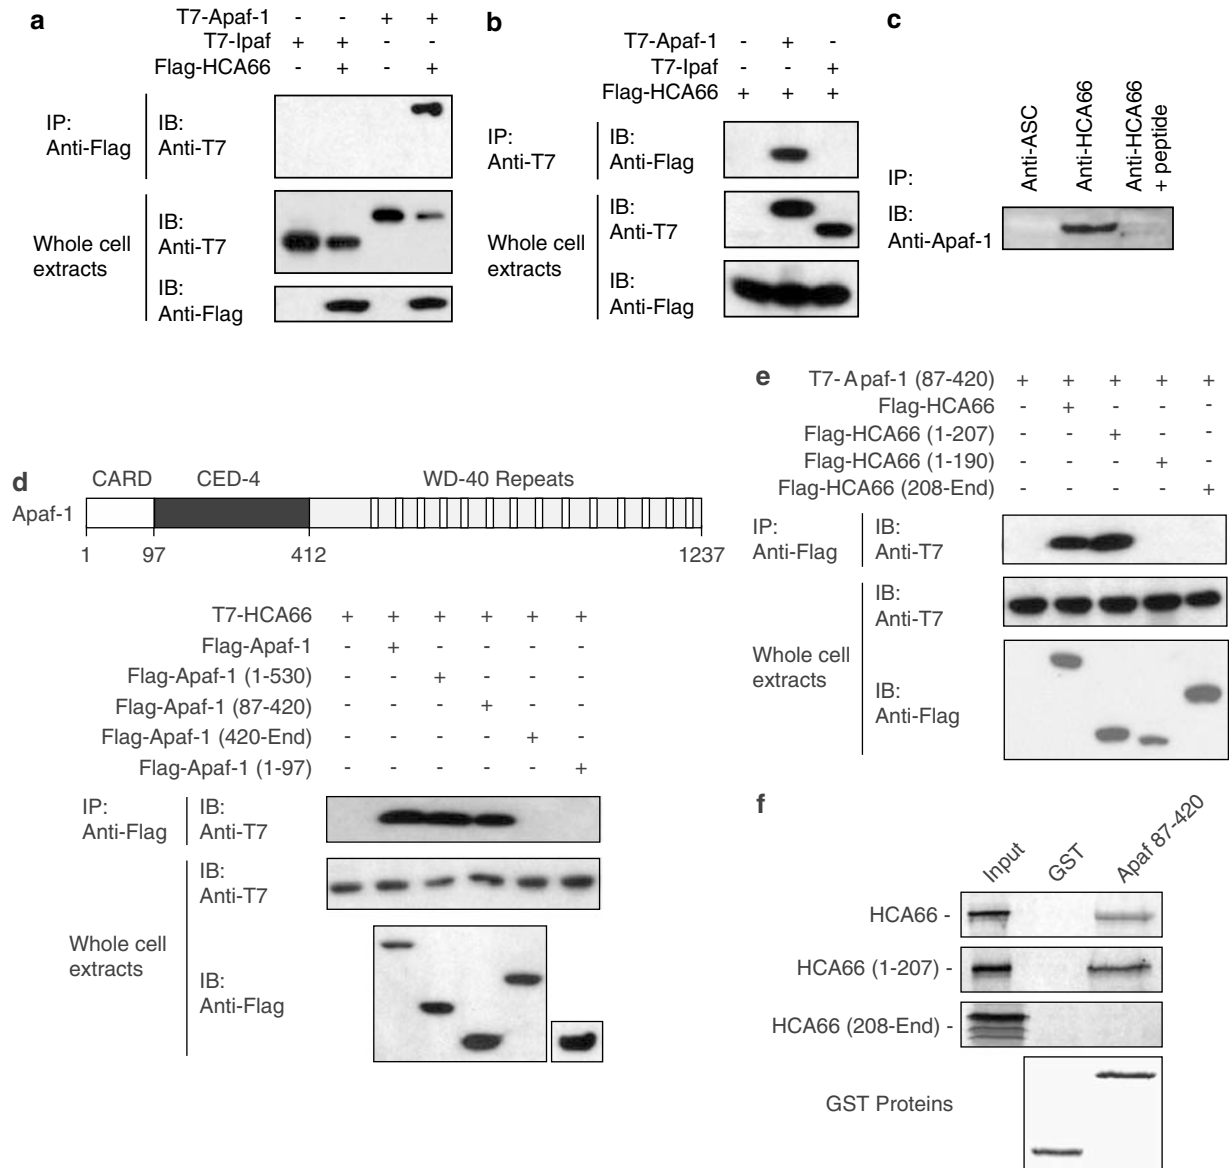 a
T7-Apaf-1 - - + +
T7-Ipaf + + - -
Flag-HCA66 - + - +
IP:
Anti-Flag
IB:
Anti-T7
Whole cell
extracts
IB:
Anti-T7
IB:
Anti-Flag
b
T7-Apaf-1 - + -
T7-Ipaf - - +
Flag-HCA66 + + +
IP:
Anti-T7
IB:
Anti-Flag
Whole cell
extracts
IB:
Anti-T7
IB:
Anti-Flag
c
IP:
Anti-ASC
Anti-HCA66
Anti-HCA66
+ peptide
IB:
Anti-Apaf-1
d
CARD CED-4 WD-40 Repeats
Apaf-1
1 97 412 1237
T7-HCA66 + + + + + +
Flag-Apaf-1 - + - - - -
Flag-Apaf-1 (1-530) - - + - - -
Flag-Apaf-1 (87-420) - - - + - -
Flag-Apaf-1 (420-End) - - - - + -
Flag-Apaf-1 (1-97) - - - - - +
IP:
Anti-Flag
IB:
Anti-T7
Whole cell
extracts
IB:
Anti-T7
IB:
Anti-Flag
e
T7-Apaf-1 (87-420) + + + + +
Flag-HCA66 - + - - -
Flag-HCA66 (1-207) - - + - -
Flag-HCA66 (1-190) - - - + -
Flag-HCA66 (208-End) - - - - +
IP:
Anti-Flag
IB:
Anti-T7
Whole cell
extracts
IB:
Anti-T7
IB:
Anti-Flag
f
Input GST Apaf 87-420
HCA66 -
HCA66 (1-207) -
HCA66 (208-End) -
GST Proteins